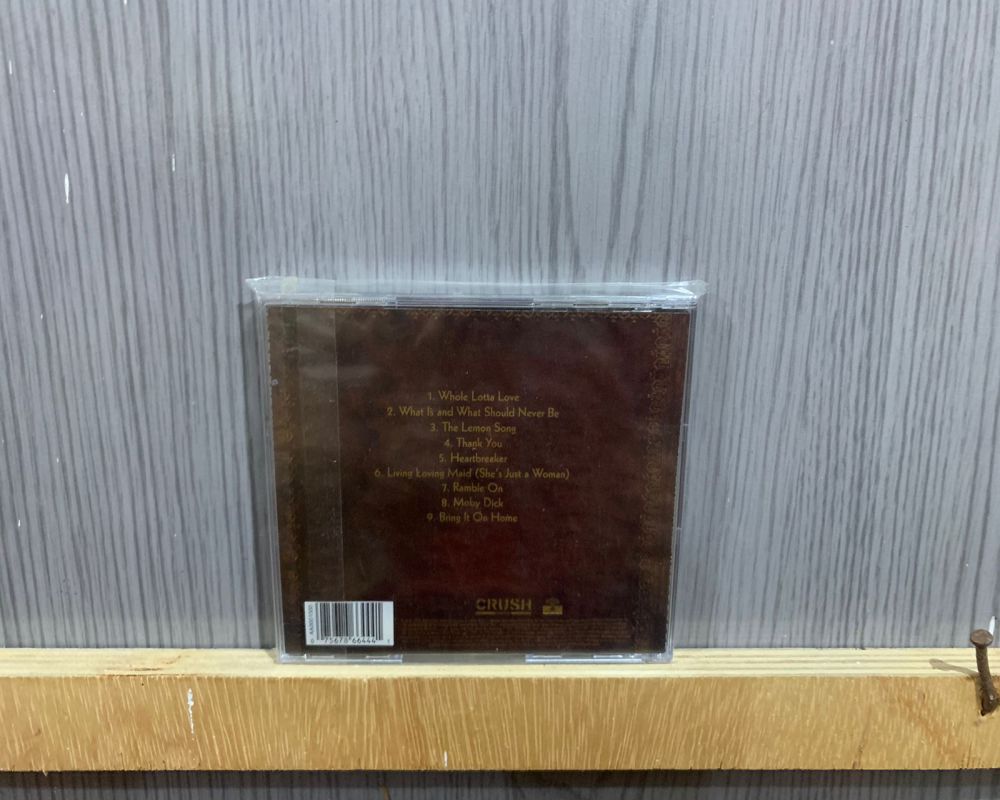 1. Whole Lotta Love
2. What Is and What Should Never Be
3. The Lemon Song
4. Thank You
5. Heartbreaker
6. Living Loving Maid (She's Just a Woman)
7. Ramble On
8. Moby Dick
9. Bring It On Home
CRUSH
75678 66444